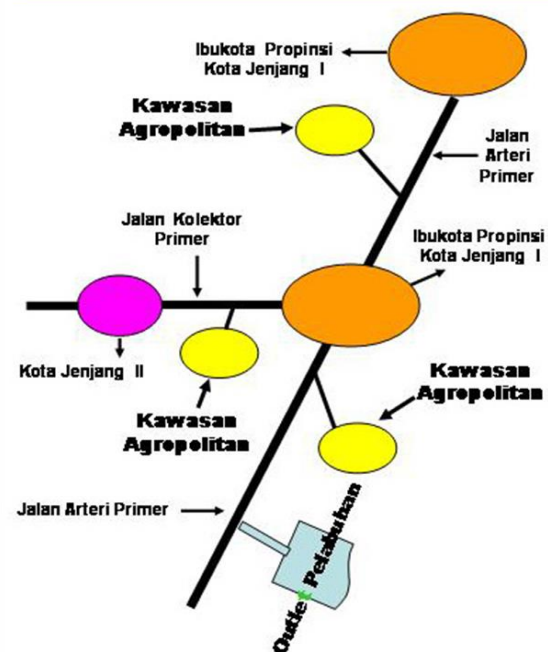 Ibukota Propinsi
Kota Jenjang I
Kawasan
Agropolitan
Jalan
Arteri
Primer
Jalan Kolektor
Primer
Ibukota Propinsi
Kota Jenjang I
Kota Jenjang II
Kawasan
Agropolitan
Kawasan
Agropolitan
Jalan Arteri Primer
Outlet Pelabuhan